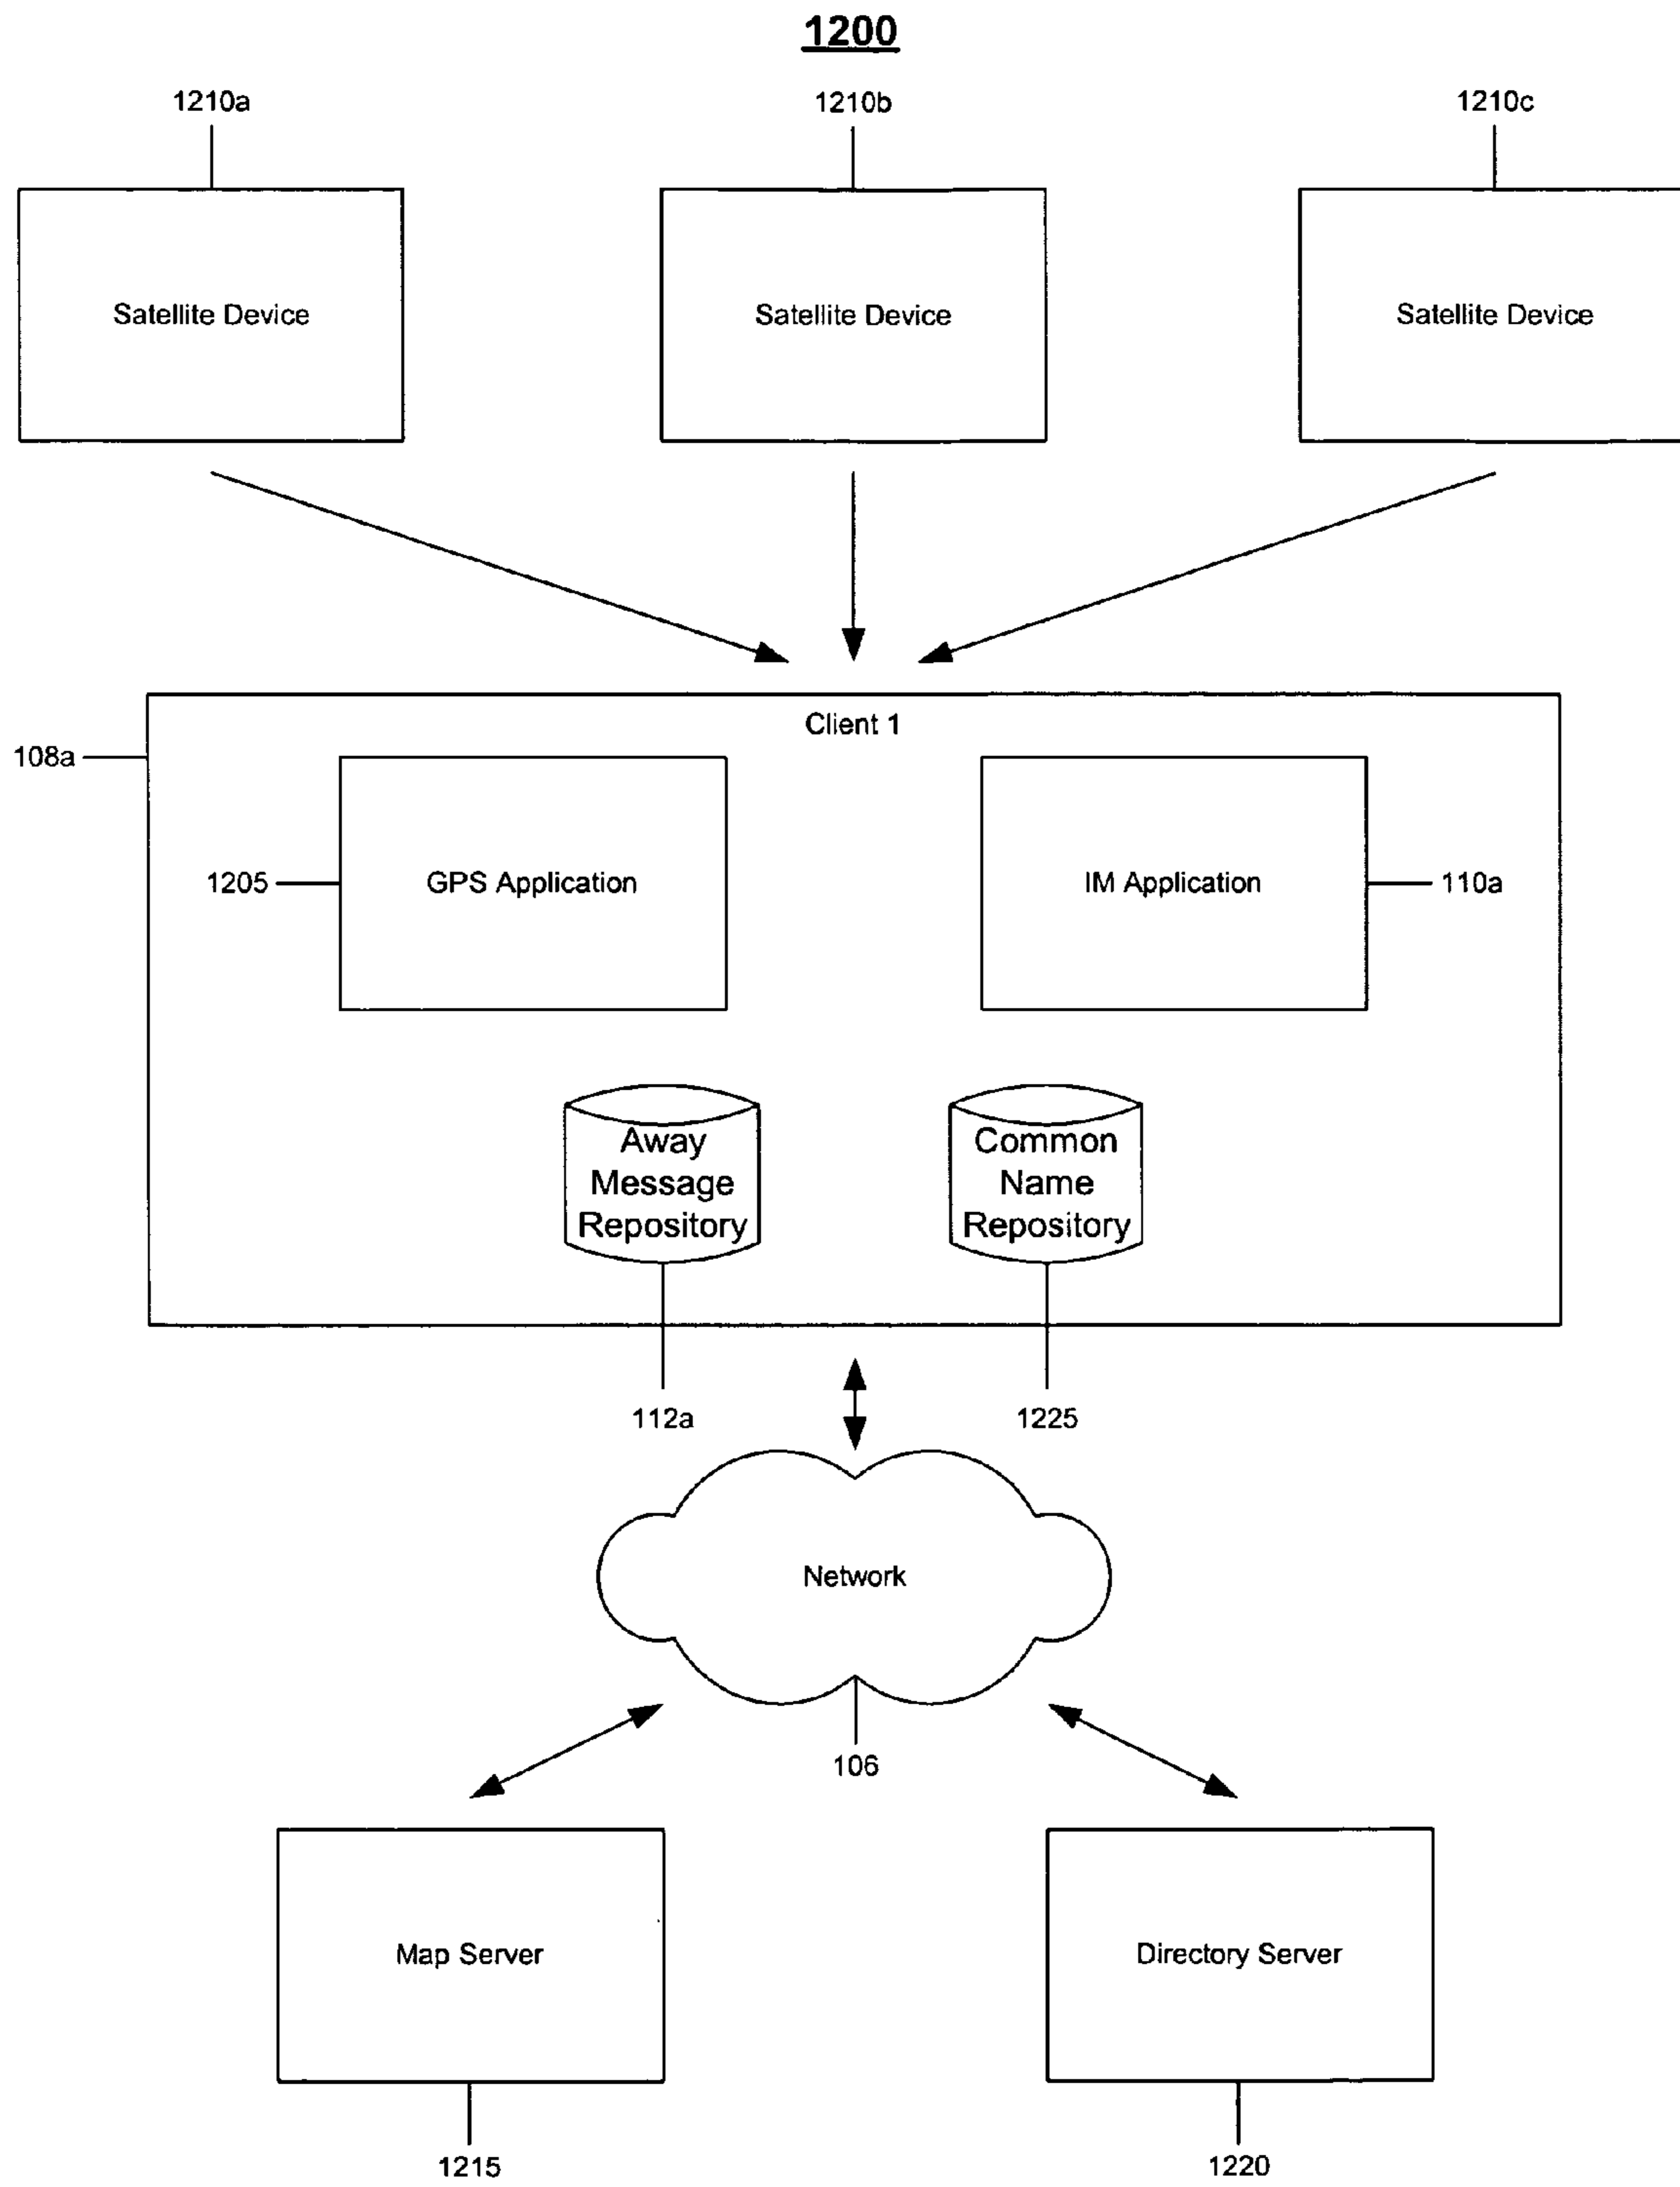 1200
1210a
1210b
1210c
Satellite Device
Satellite Device
Satellite Device
Client 1
108a
1205
GPS Application
IM Application
110a
Away
Message
Repository
Common
Name
Repository
112a
1225
Network
106
Map Server
Directory Server
1215
1220